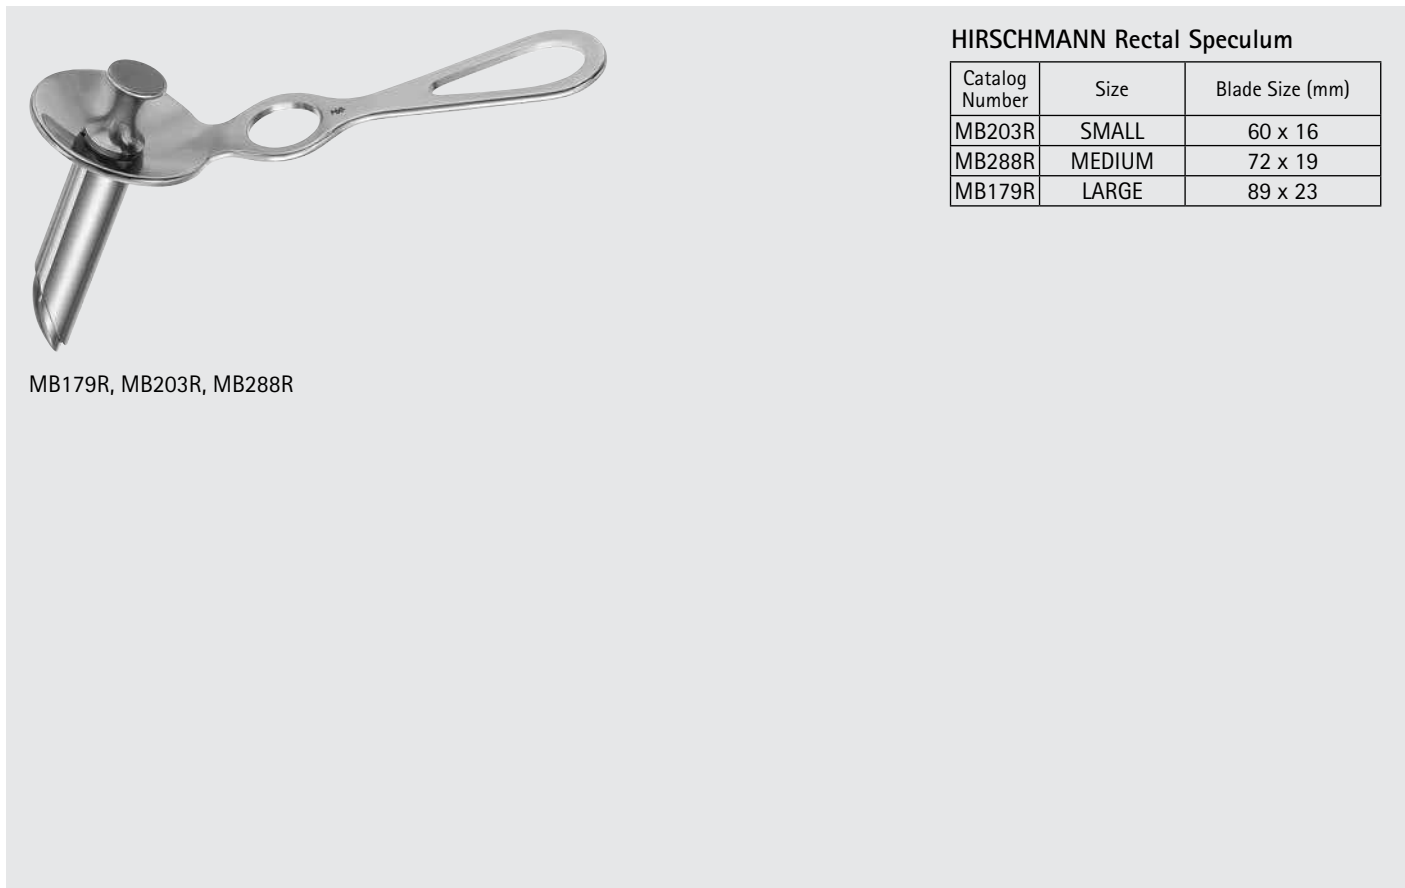 HIRSCHMANN Rectal Speculum
Catalog Number Size Blade Size (mm)
MB203R SMALL 60 x 16
MB288R MEDIUM 72 x 19
MB179R LARGE 89 x 23
MB179R, MB203R, MB288R